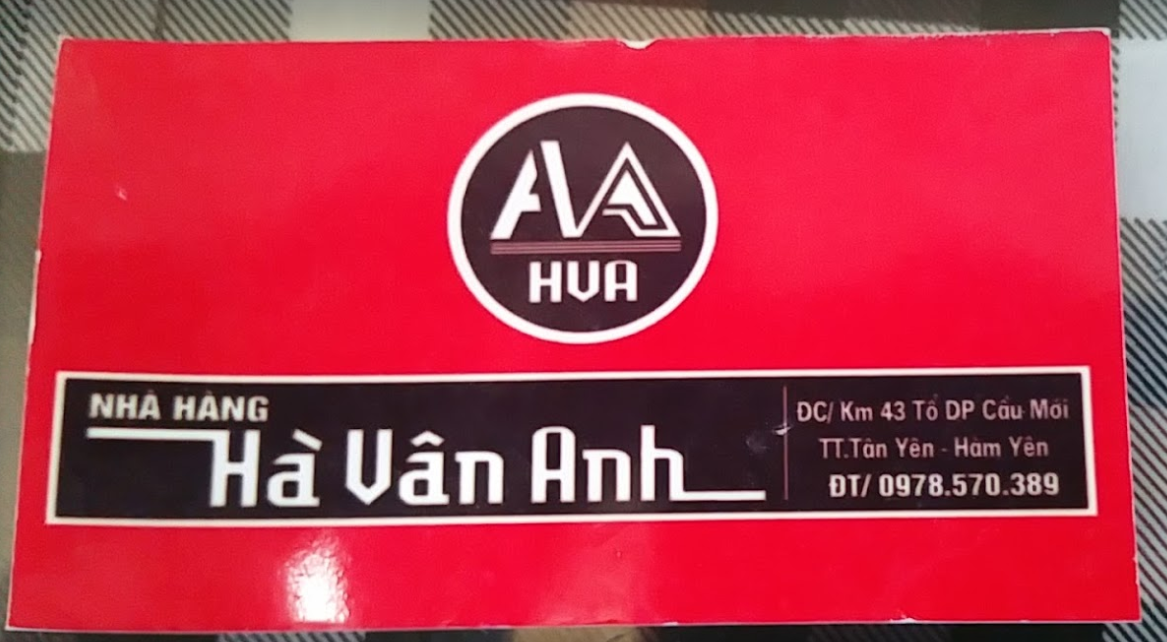 HVA
NHÀ HÀNG
Hà Vân Anh
ĐC/ Km 43 Tổ DP Cầu Mới
TT.Tân Yên - Hàm Yên
ĐT/ 0978.570.389